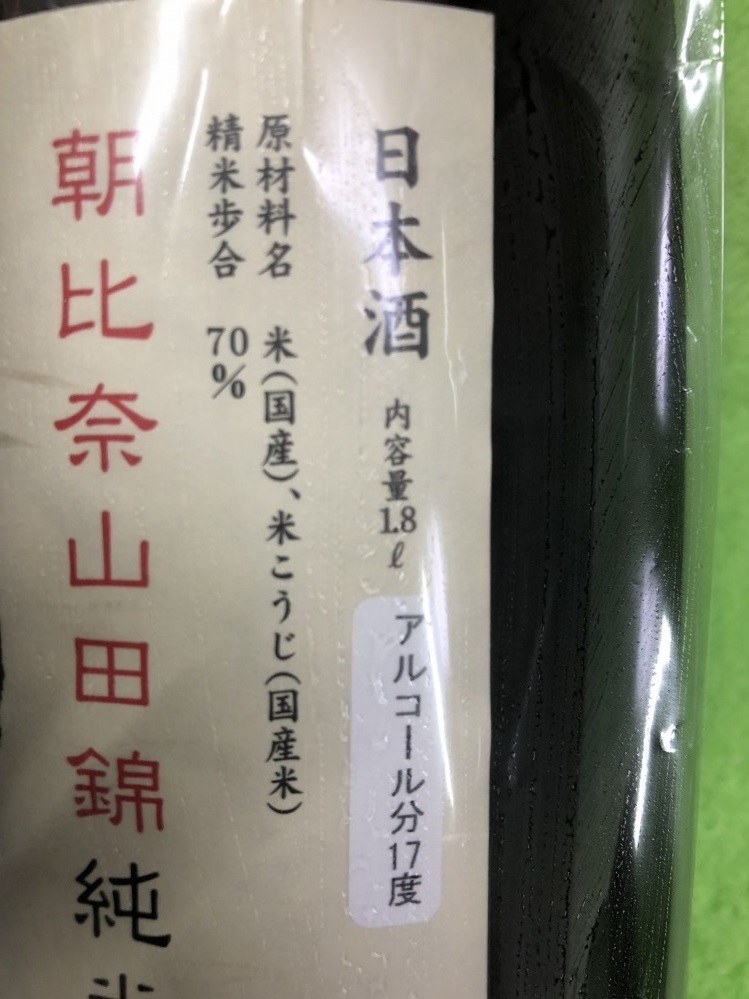 日本酒 内容量1.8ℓ
アルコール分17度
原材料名 米(国産)、米こうじ(国産米)
精米歩合 70%
朝比奈山田錦純米